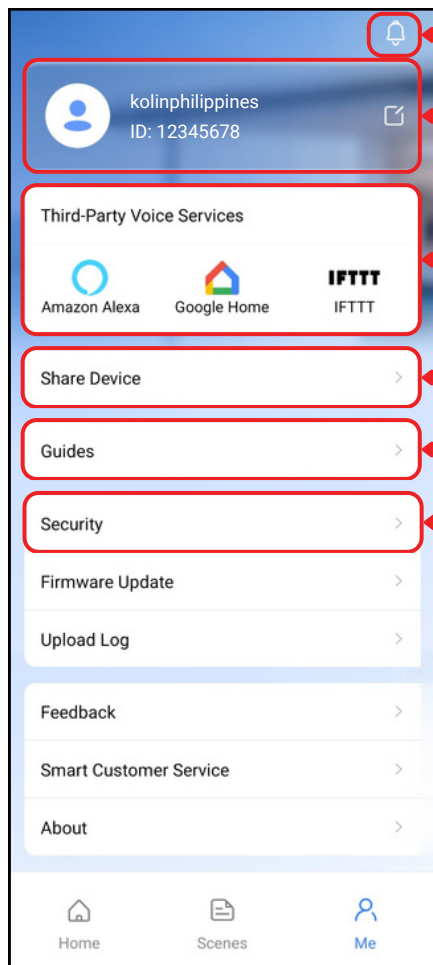 kolinphilippines
ID: 12345678
Third-Party Voice Services
Amazon Alexa Google Home IFTTT
IFTTT
Share Device
Guides
Security
Firmware Update
Upload Log
Feedback
Smart Customer Service
About
Home Scenes Me